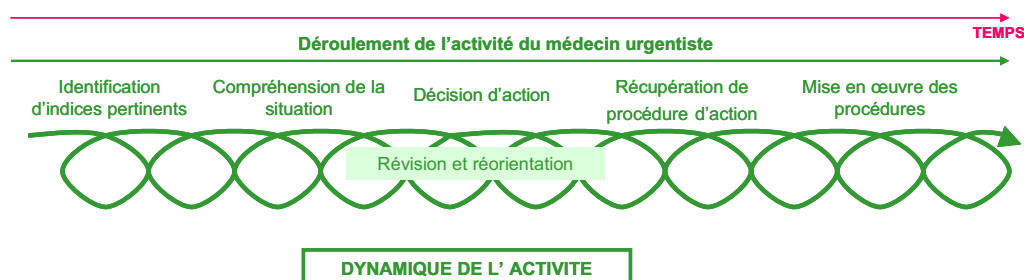 TEMPS
Déroulement de l’activité du médecin urgentiste
Identification
d’indices pertinents
Compréhension de la
situation
Décision d’action
Récupération de
procédure d’action
Mise en œuvre des
procédures
Révision et réorientation
DYNAMIQUE DE L’ ACTIVITE